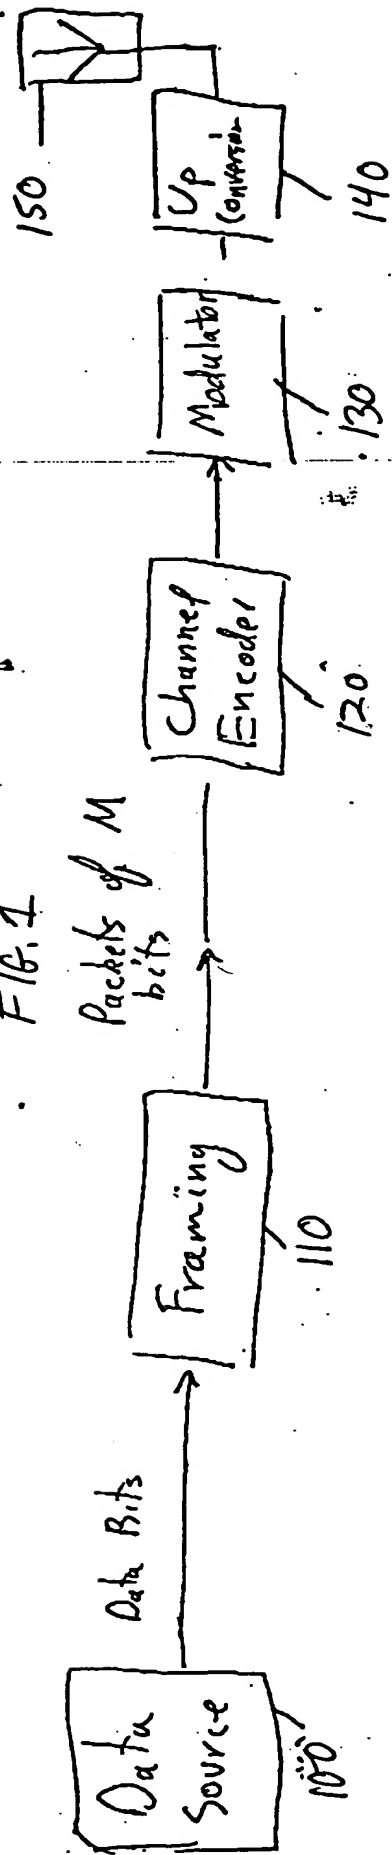 FIG. 1
Data
Source
100
Data Bits
Framing
110
Packets of M
bits
Channel
Encoder
120
Modulator
130
Up
Conversion
140
150